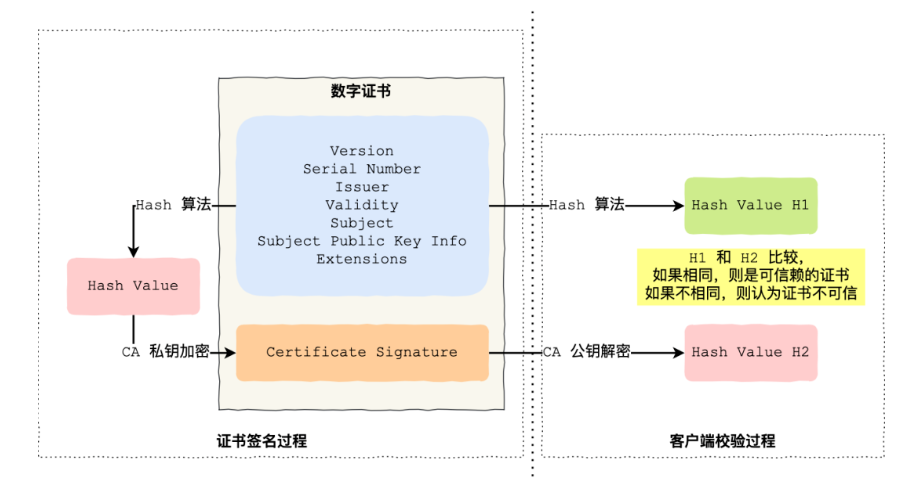 数字证书
Version
Serial Number
Issuer
Validity
Subject
Subject Public Key Info
Extensions
Hash 算法
Hash Value
CA 私钥加密
Certificate Signature
证书签名过程
Hash 算法
Hash Value H1
H1 和 H2 比较，
如果相同，则是可信赖的证书
如果不相同，则认为证书不可信
CA 公钥解密
Hash Value H2
客户端校验过程